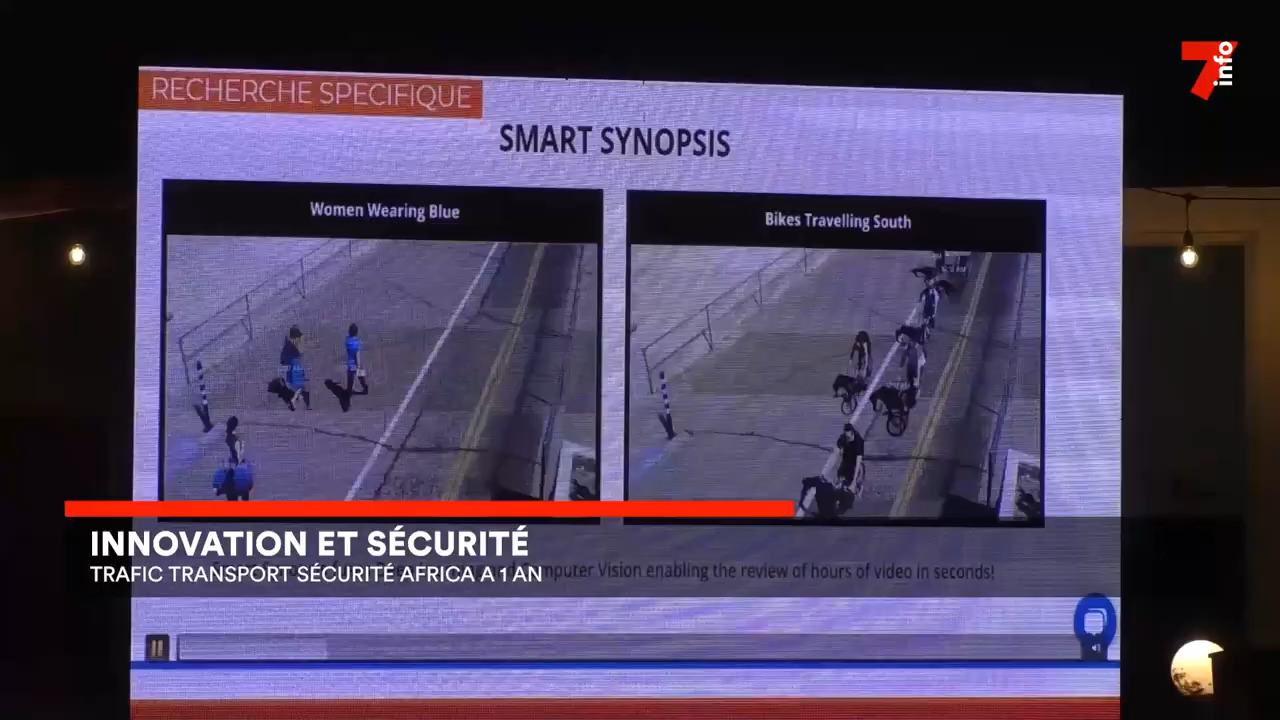 7info
RECHERCHE SPECIFIQUE
SMART SYNOPSIS
Women Wearing Blue
Bikes Travelling South
INNOVATION ET SÉCURITÉ
TRAFIC TRANSPORT SÉCURITÉ AFRICA A 1 AN
Computer Vision enabling the review of hours of video in seconds!